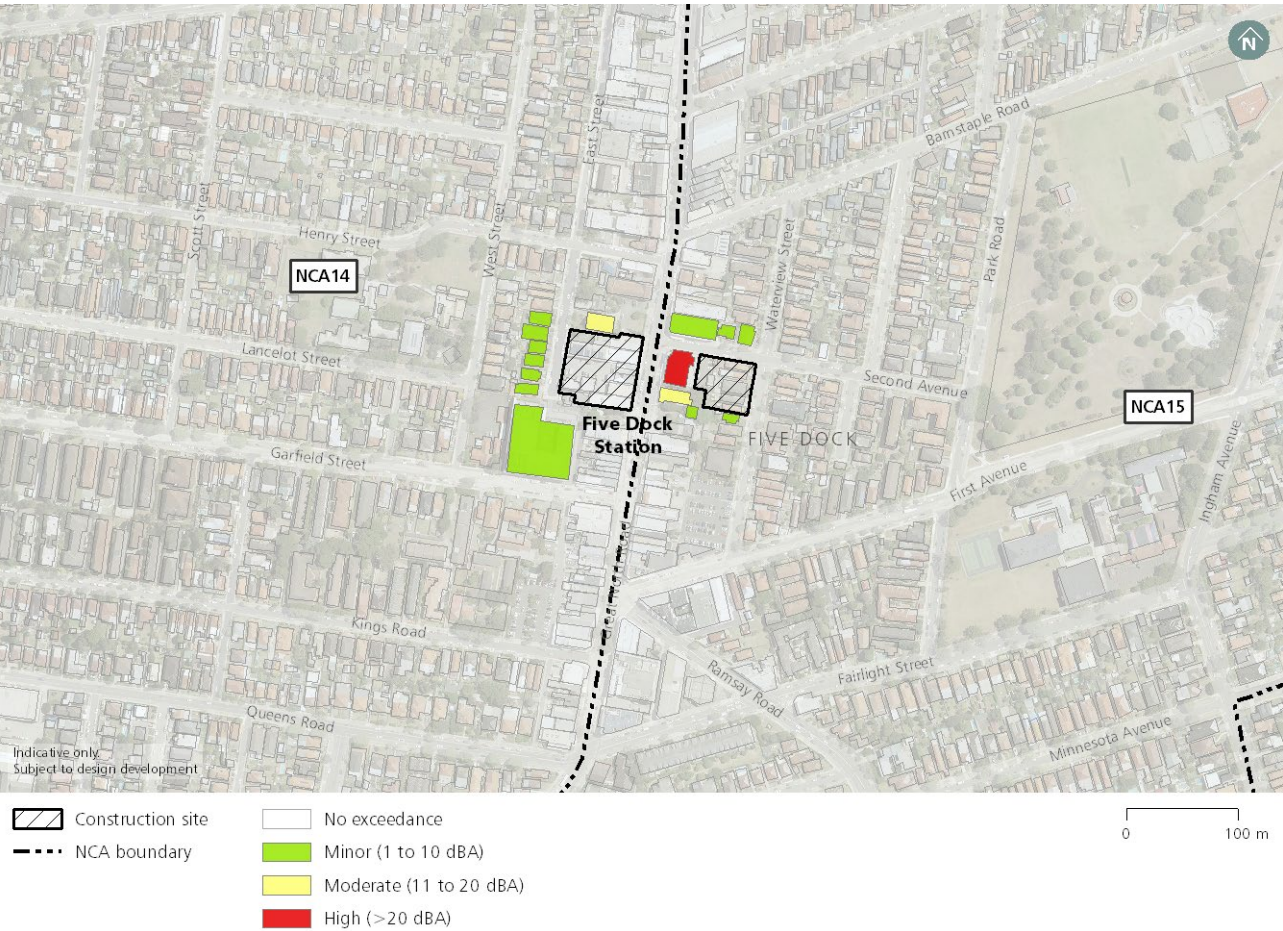 N
East Street
Barnstaple Road
Scott Street
Henry Street
West Street
Waterview Street
Park Road
NCA14
Lancelot Street
Second Avenue
NCA15
Five Dock
Station
FIVE DOCK
Garfield Street
First Avenue
Ingham Avenue
Great North Road
Kings Road
Ramsay Road
Fairlight Street
Queens Road
Minnesota Avenue
Indicative only.
Subject to design development
Construction site
NCA boundary
No exceedance
Minor (1 to 10 dBA)
Moderate (11 to 20 dBA)
High (>20 dBA)
0 100 m